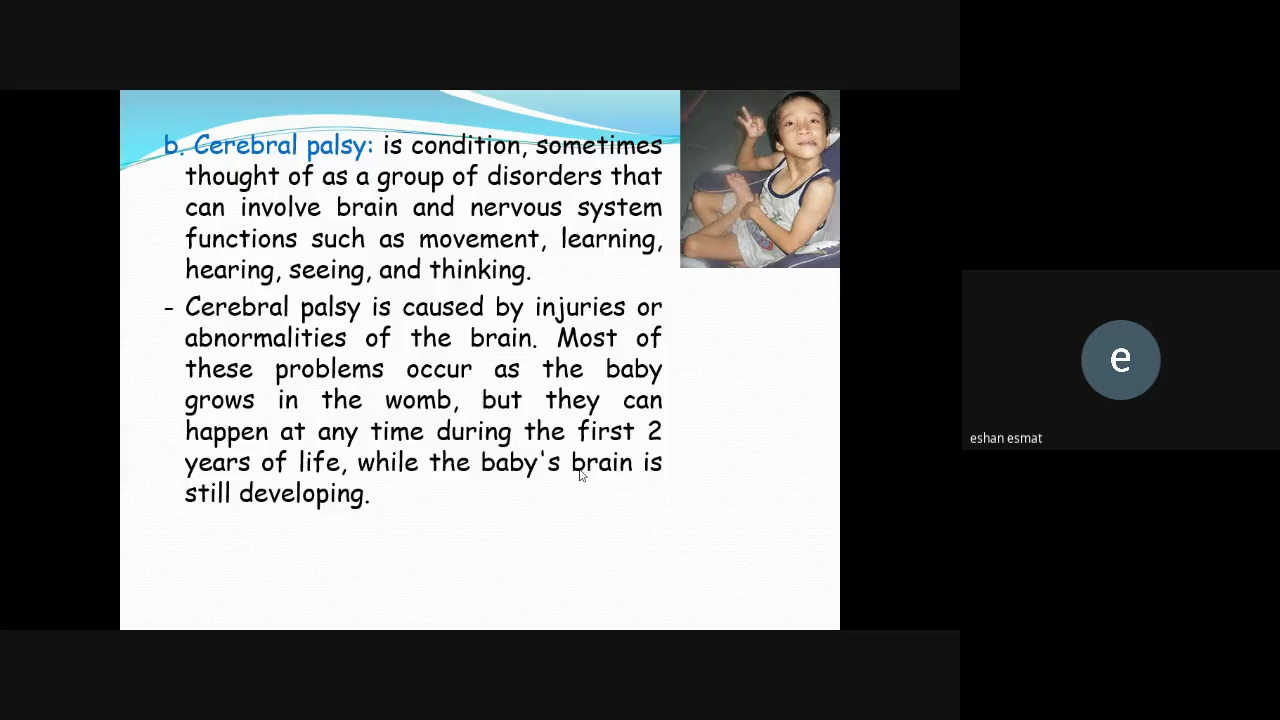 b. Cerebral palsy: is condition, sometimes
thought of as a group of disorders that
can involve brain and nervous system
functions such as movement, learning,
hearing, seeing, and thinking.
- Cerebral palsy is caused by injuries or
abnormalities of the brain. Most of
these problems occur as the baby
grows in the womb, but they can
happen at any time during the first 2
years of life, while the baby's brain is
still developing.
e
eshan esmat